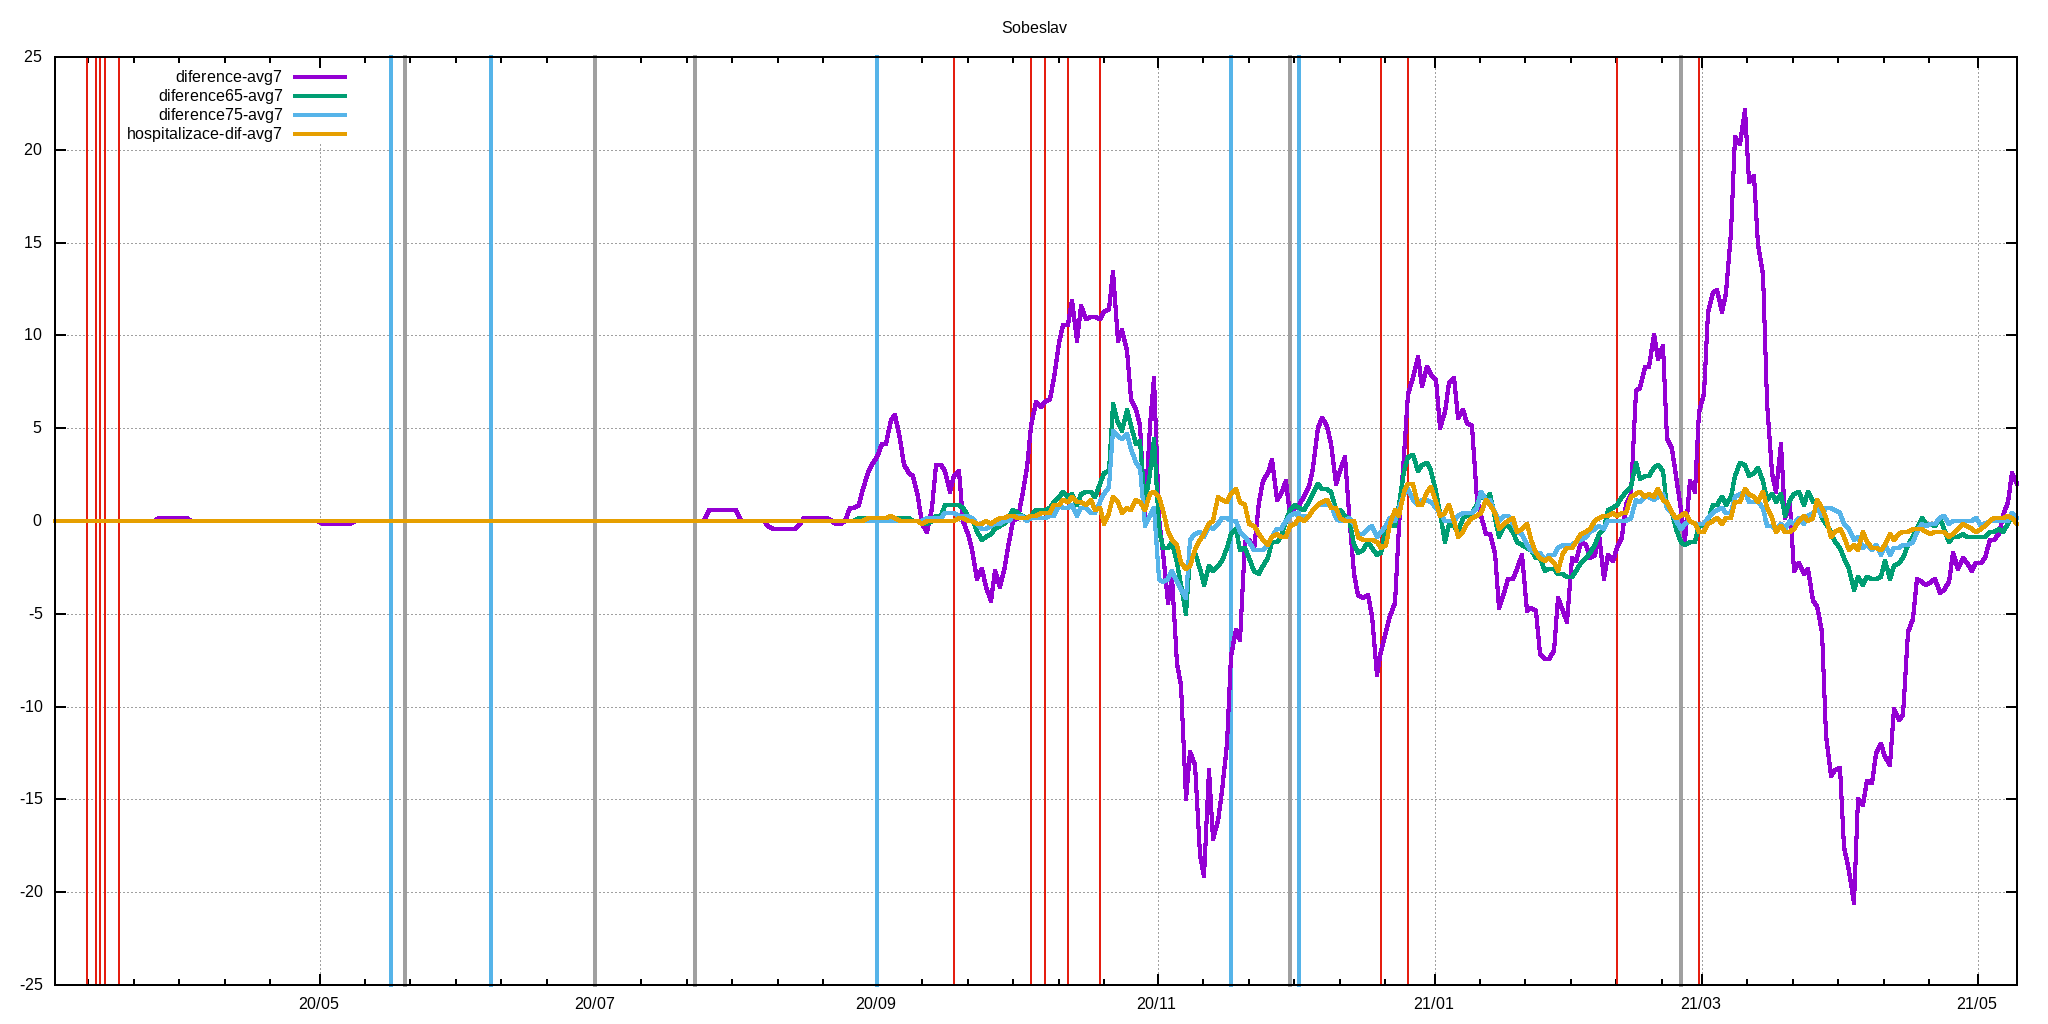 Sobeslav
diference-avg7
diference65-avg7
diference75-avg7
hospitalizace-dif-avg7
25
20
15
10
5
0
-5
-10
-15
-20
-25
20/05 20/07 20/09 20/11 21/01 21/03 21/05